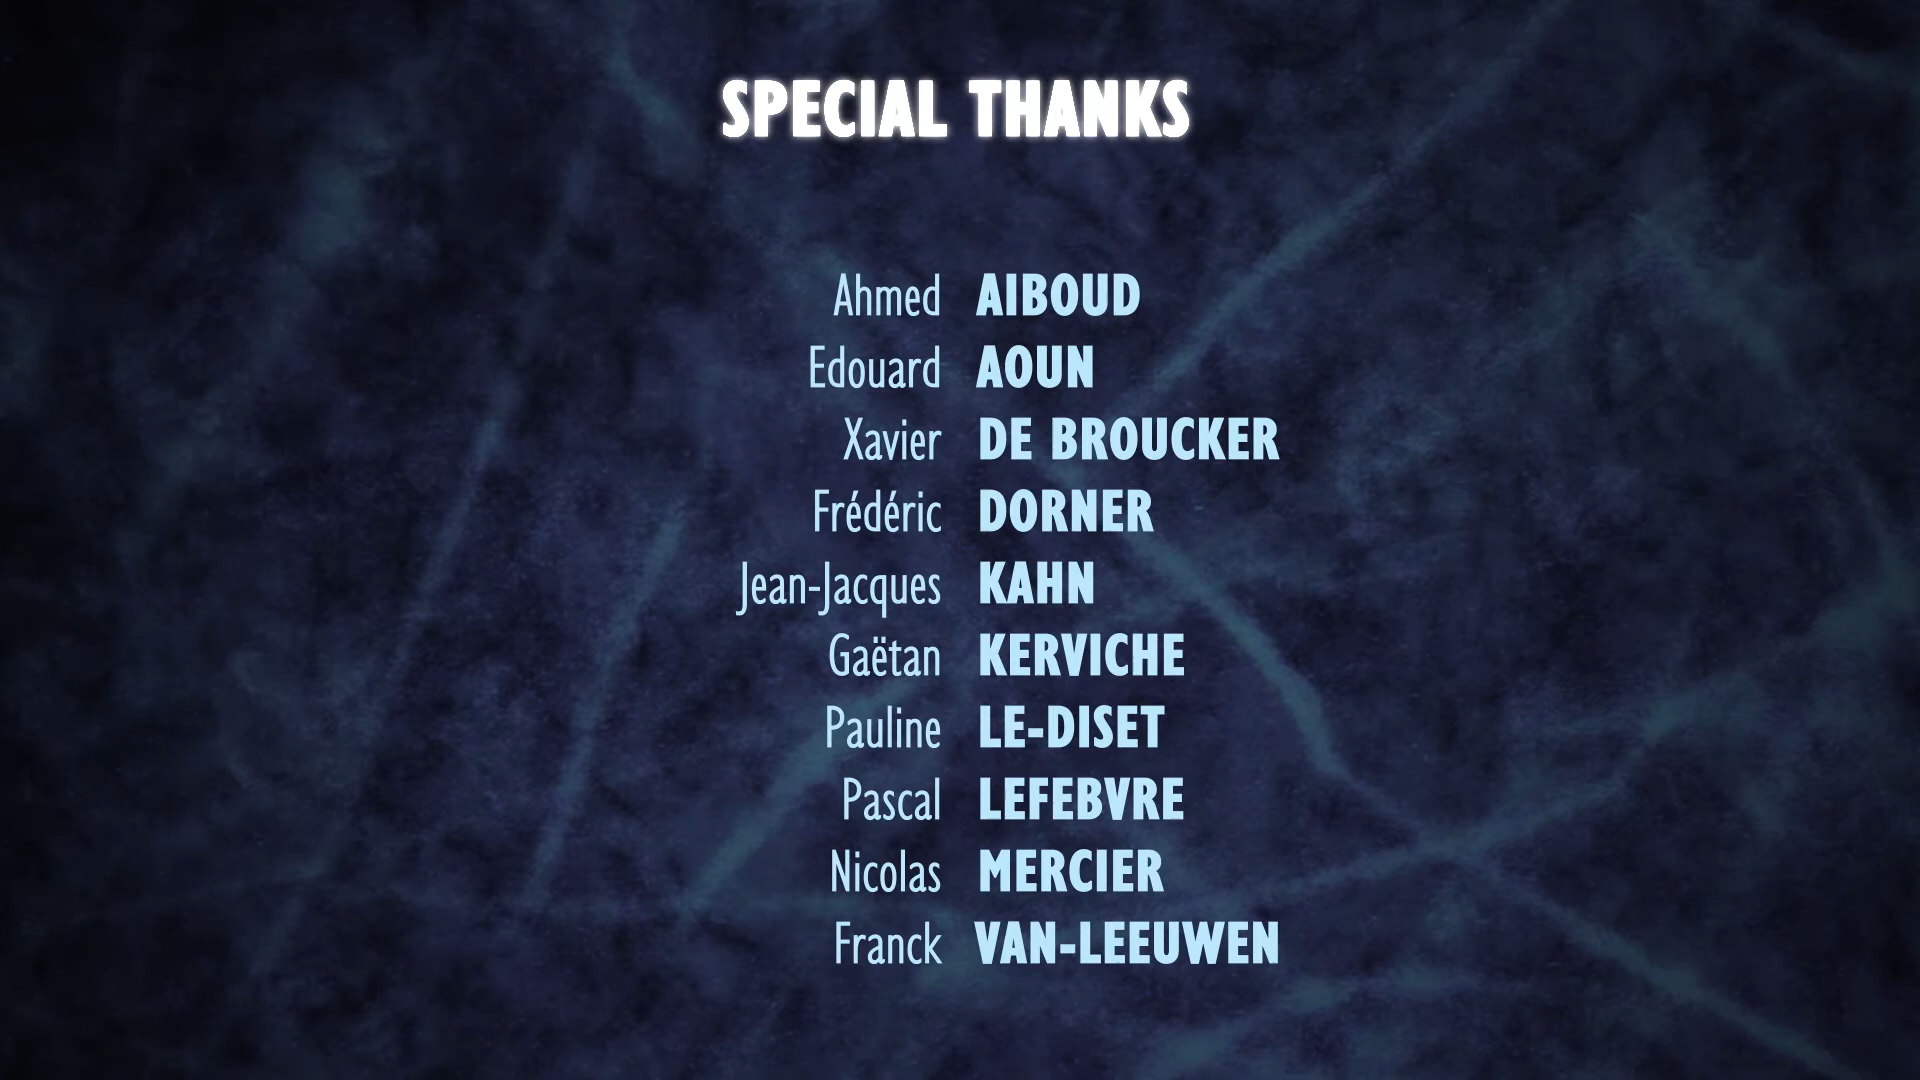 SPECIAL THANKS
Ahmed AIBOUD
Edouard AOUN
Xavier DE BROUCKER
Frédéric DORNER
Jean-Jacques KAHN
Gaëtan KERVICHE
Pauline LE-DISET
Pascal LEFEBVRE
Nicolas MERCIER
Franck VAN-LEEUWEN